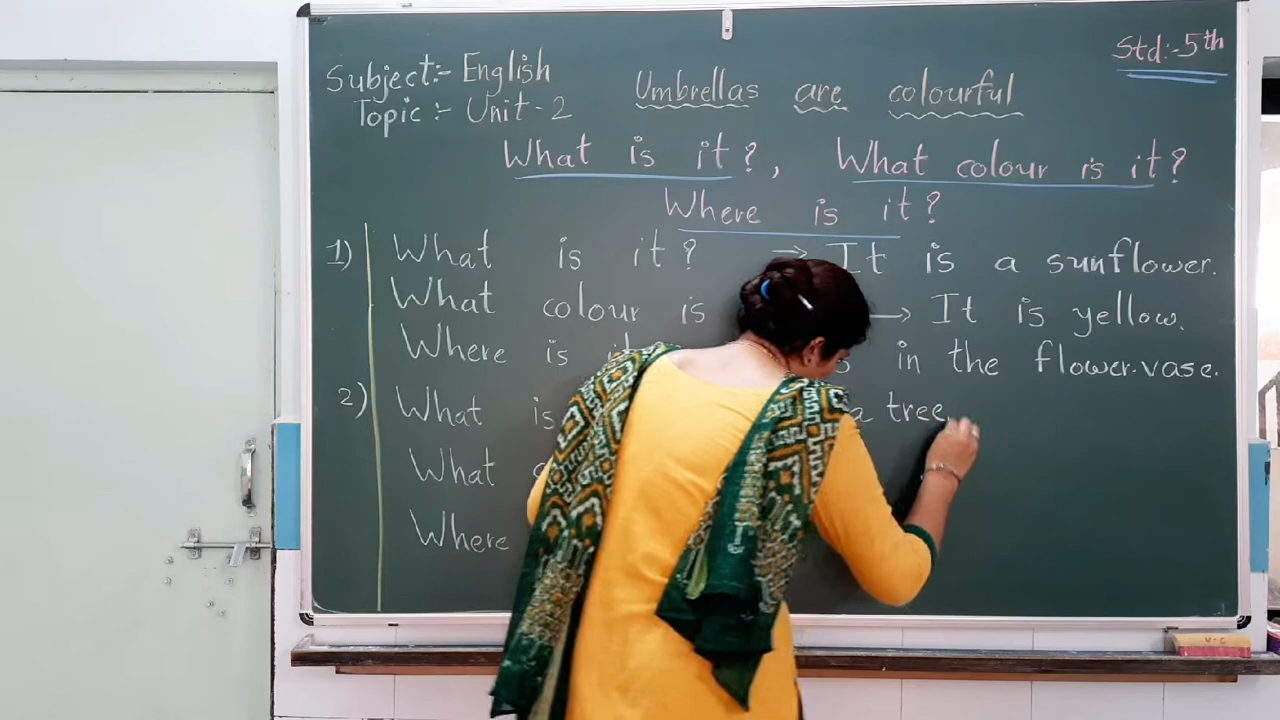 Std:-5th
Subject:- English
Topic:- Unit-2
Umbrellas are colourful
What is it?, What colour is it?
Where is it?
1) What is it? → It is a sunflower.
What colour is → It is yellow.
Where is in the flower-vase.
2) What is a tree
What
Where